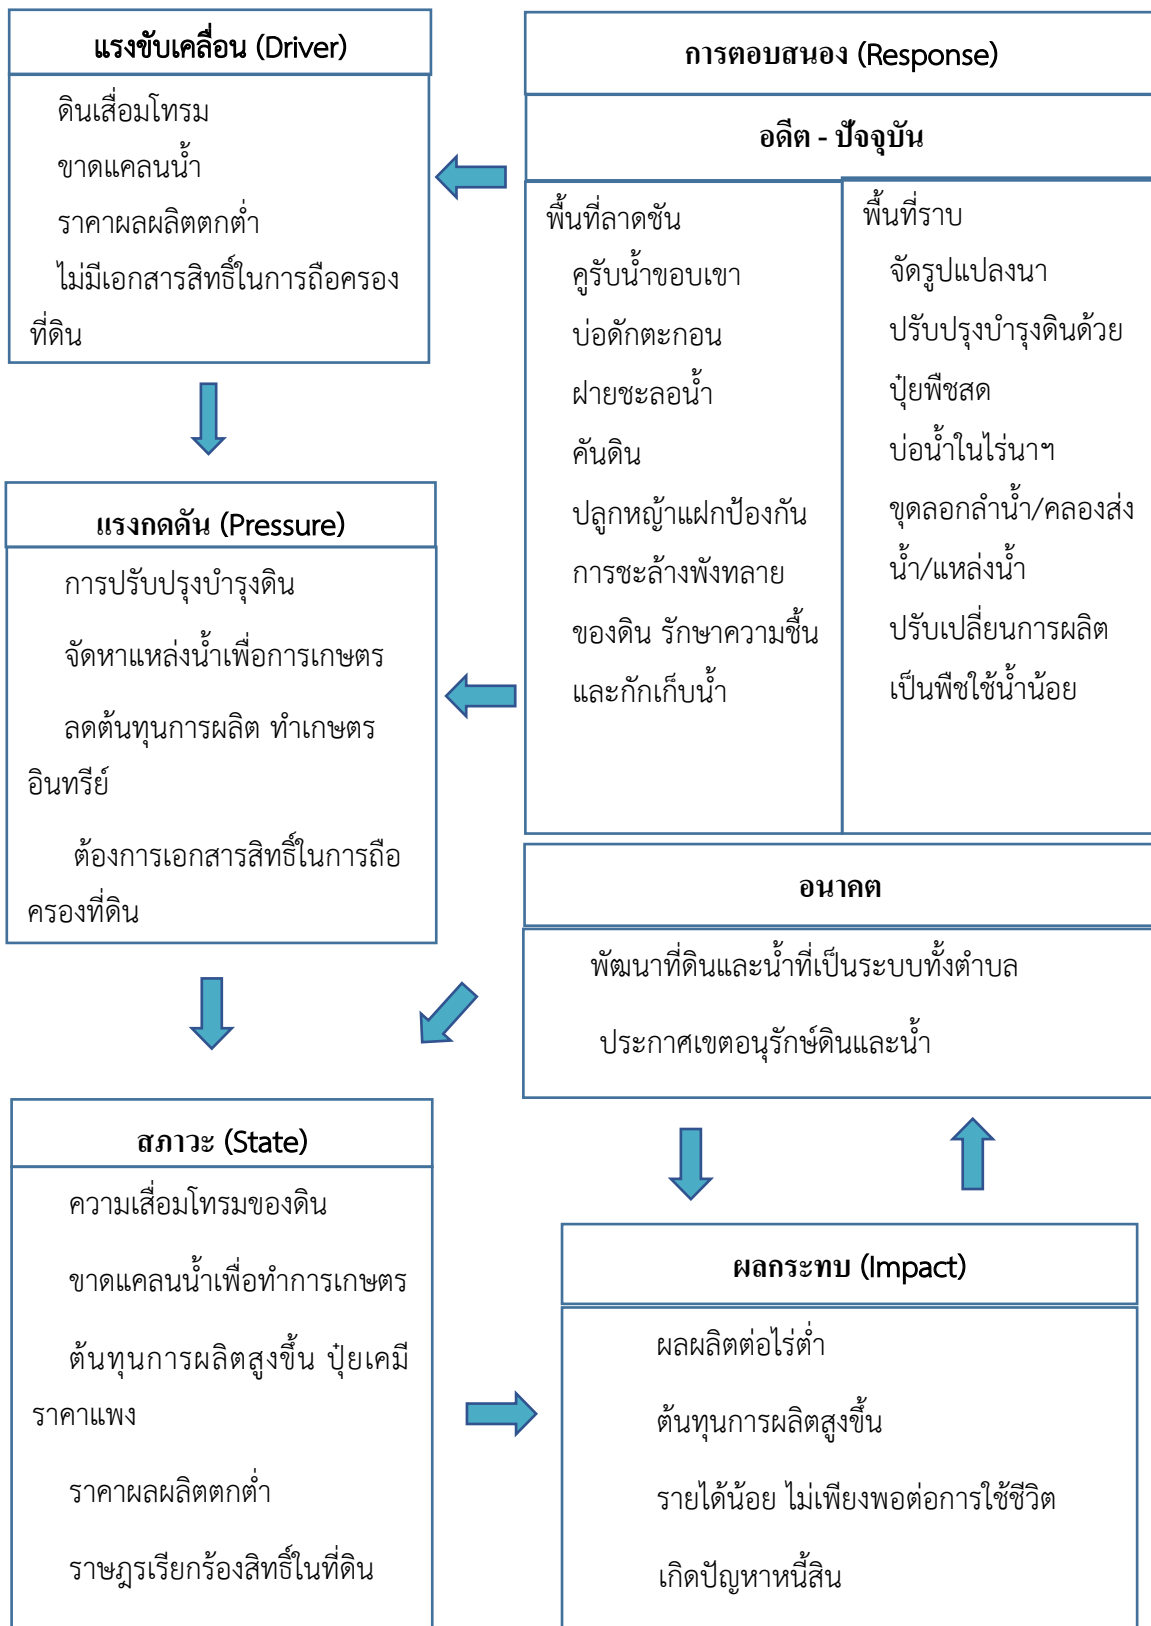 แรงขับเคลื่อน (Driver)
ดินเสื่อมโทรม
ขาดแคลนน้ำ
ราคาผลผลิตตกต่ำ
ไม่มีเอกสารสิทธิ์ในการถือครอง
ที่ดิน
แรงกดดัน (Pressure)
การปรับปรุงบำรุงดิน
จัดหาแหล่งน้ำเพื่อการเกษตร
ลดต้นทุนการผลิต ทำเกษตร
อินทรีย์
ต้องการเอกสารสิทธิ์ในการถือ
ครองที่ดิน
สภาวะ (State)
ความเสื่อมโทรมของดิน
ขาดแคลนน้ำเพื่อทำการเกษตร
ต้นทุนการผลิตสูงขึ้น ปุ๋ยเคมี
ราคาแพง
ราคาผลผลิตตกต่ำ
ราษฎรเรียกร้องสิทธิ์ในที่ดิน
การตอบสนอง (Response)
อดีต - ปัจจุบัน
พื้นที่ลาดชัน
คูรับน้ำขอบเขา
บ่อดักตะกอน
ฝายชะลอน้ำ
คันดิน
ปลูกหญ้าแฝกป้องกัน
การชะล้างพังทลาย
ของดิน รักษาความชื้น
และกักเก็บน้ำ
พื้นที่ราบ
จัดรูปแปลงนา
ปรับปรุงบำรุงดินด้วย
ปุ๋ยพืชสด
บ่อน้ำในไร่นาฯ
ขุดลอกลำน้ำ/คลองส่ง
น้ำ/แหล่งน้ำ
ปรับเปลี่ยนการผลิต
เป็นพืชใช้น้ำน้อย
อนาคต
พัฒนาที่ดินและน้ำที่เป็นระบบทั้งตำบล
ประกาศเขตอนุรักษ์ดินและน้ำ
ผลกระทบ (Impact)
ผลผลิตต่อไร่ต่ำ
ต้นทุนการผลิตสูงขึ้น
รายได้น้อย ไม่เพียงพอต่อการใช้ชีวิต
เกิดปัญหาหนี้สิน